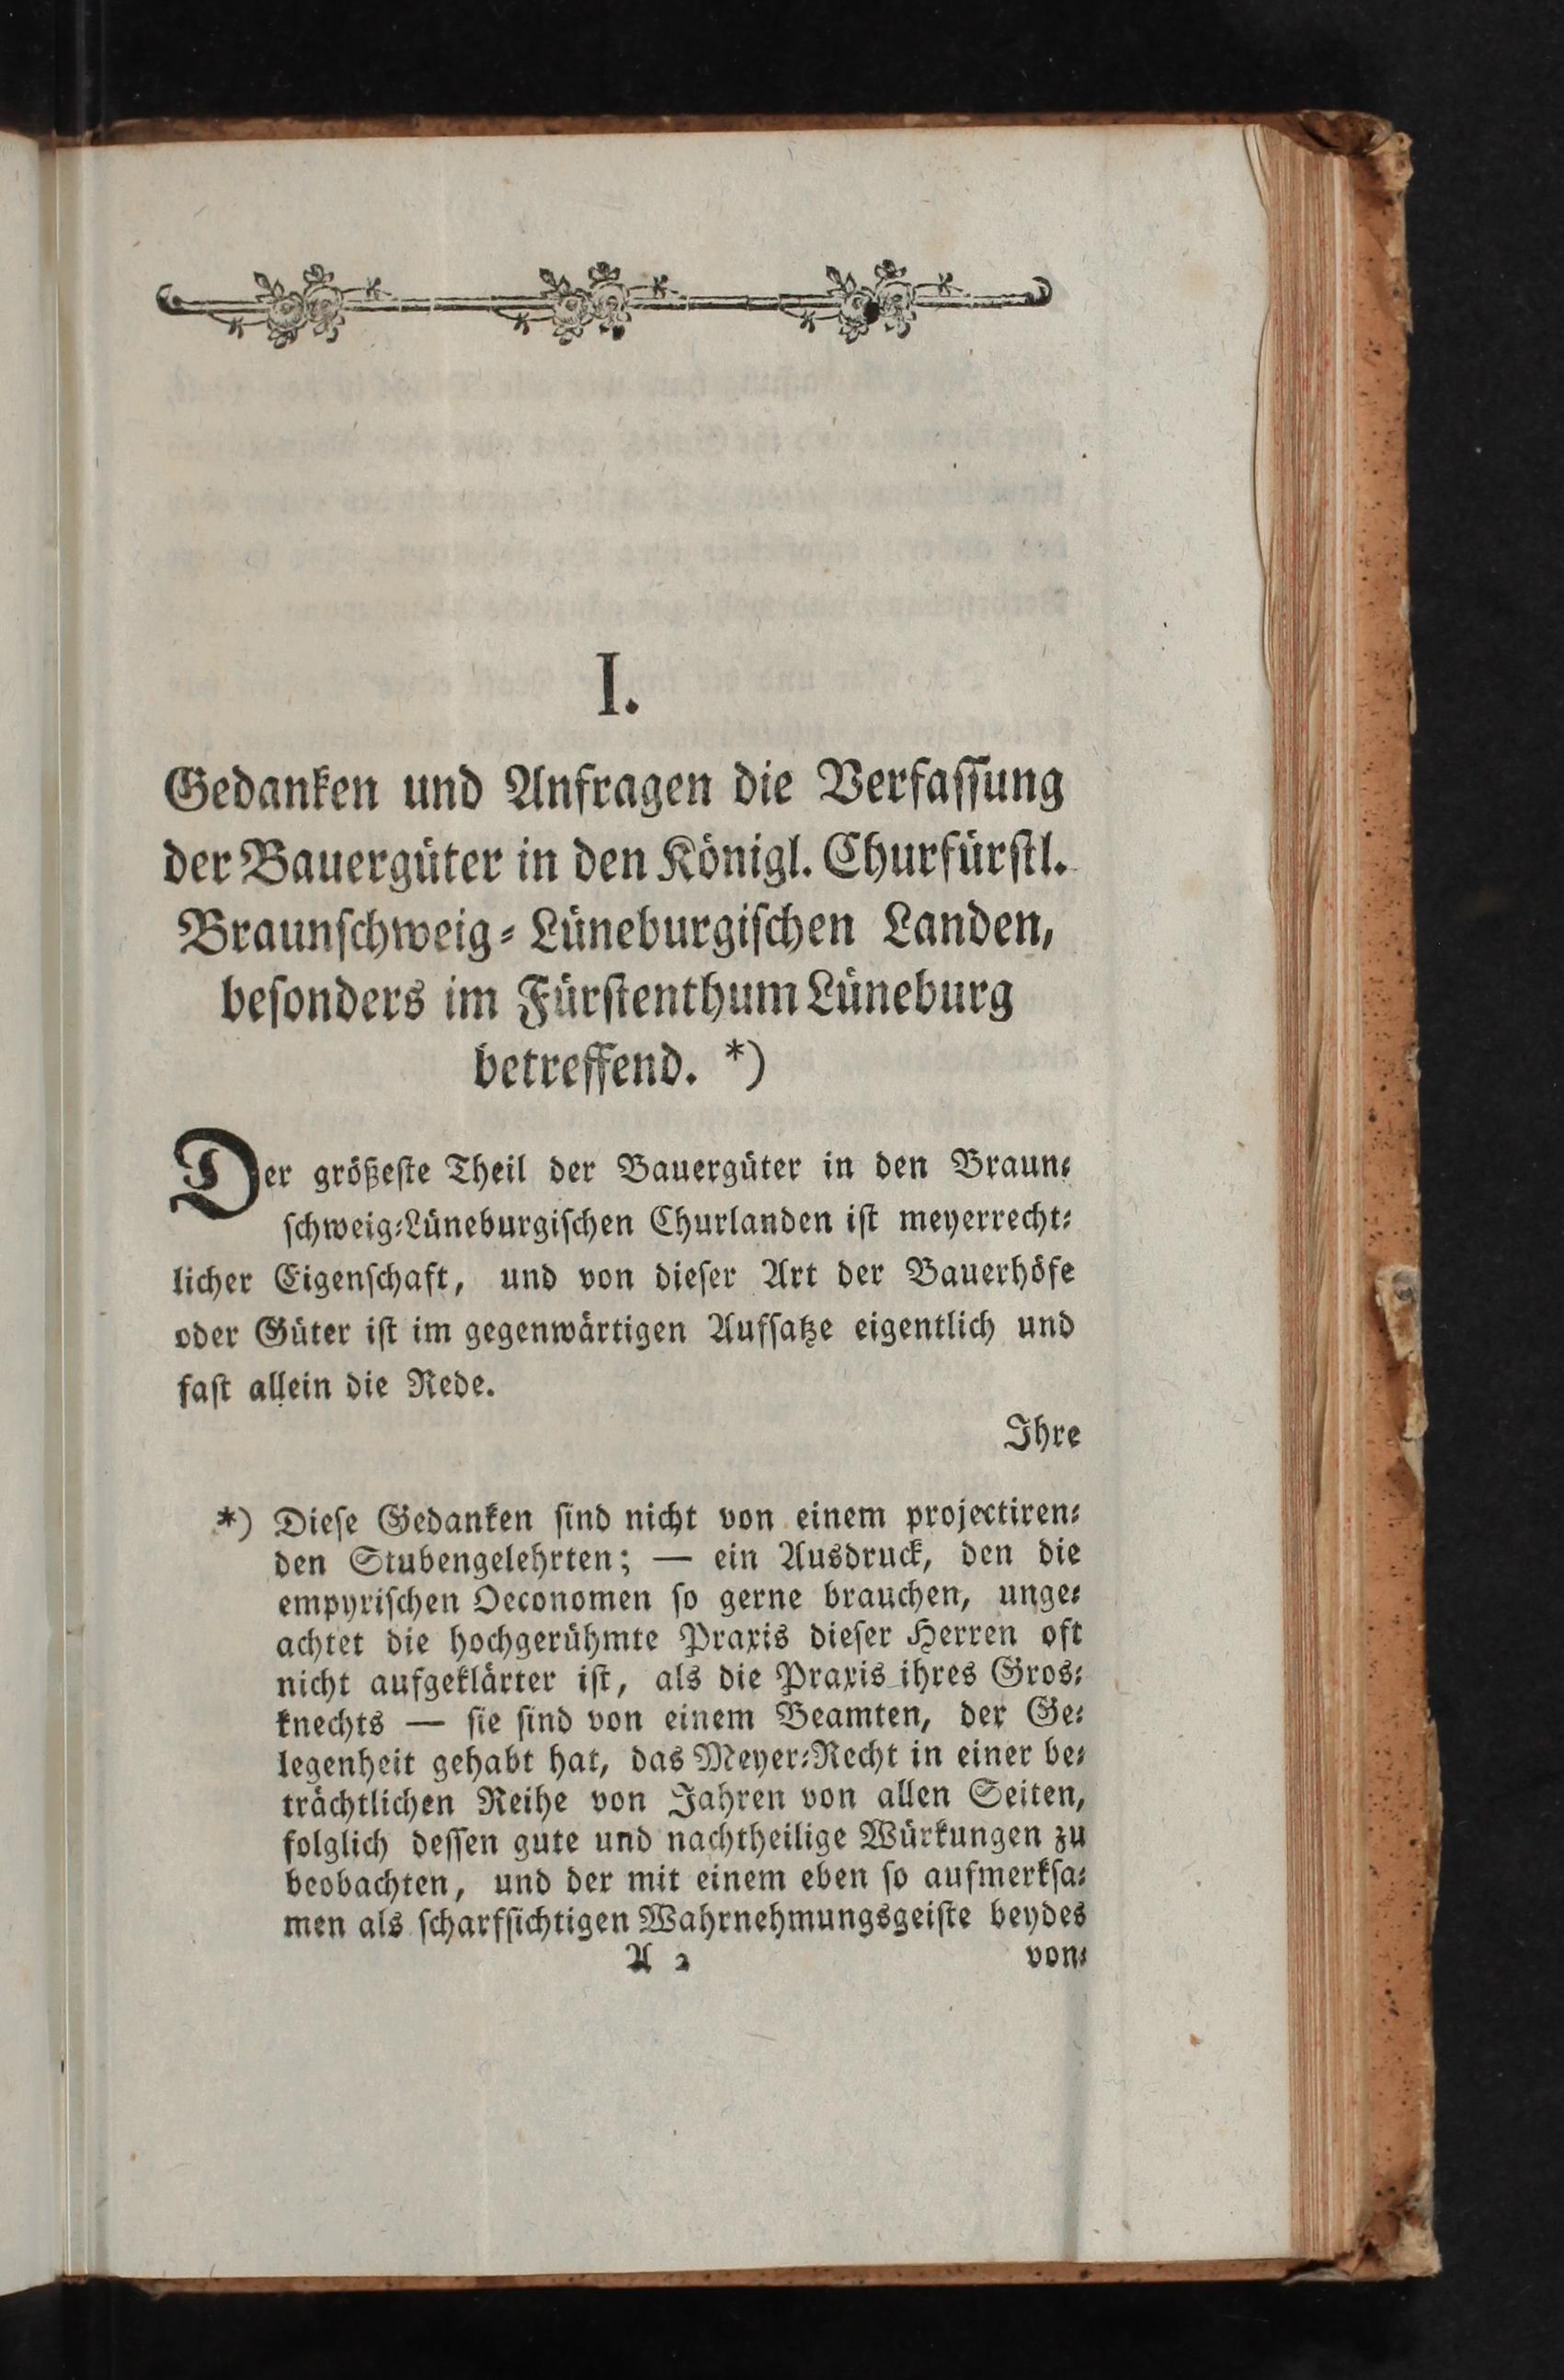 I.
Gedanken und Anfragen die Verfaſſung
der Bauergüter in den Königl. Churfürſtl.
Braunſchweig⸗Lüneburgiſchen Landen,
beſonders im Fürſtenthum Lüneburg
betreffend. *)
Der größeſte Theil der Bauergüter in den Braun⸗
ſchweig⸗Lüneburgiſchen Churlanden iſt meyerrecht⸗
licher Eigenſchaft, und von dieſer Art der Bauerhöfe
oder Güter iſt im gegenwärtigen Aufſatze eigentlich und
faſt allein die Rede.
Ihre
*) Dieſe Gedanken ſind nicht von einem projectiren⸗
den Stubengelehrten; — ein Ausdruck, den die
empyriſchen Oeconomen ſo gerne brauchen, unge⸗
achtet die hochgerühmte Praxis dieſer Herren oft
nicht aufgeklärter iſt, als die Praxis ihres Gros⸗
knechts — ſie ſind von einem Beamten, der Ge⸗
legenheit gehabt hat, das Meyer⸗Recht in einer be⸗
trächtlichen Reihe von Jahren von allen Seiten,
folglich deſſen gute und nachtheilige Würkungen zu
beobachten, und der mit einem eben ſo aufmerkſa⸗
men als ſcharfſichtigen Wahrnehmungsgeiſte beydes
A 2 von⸗